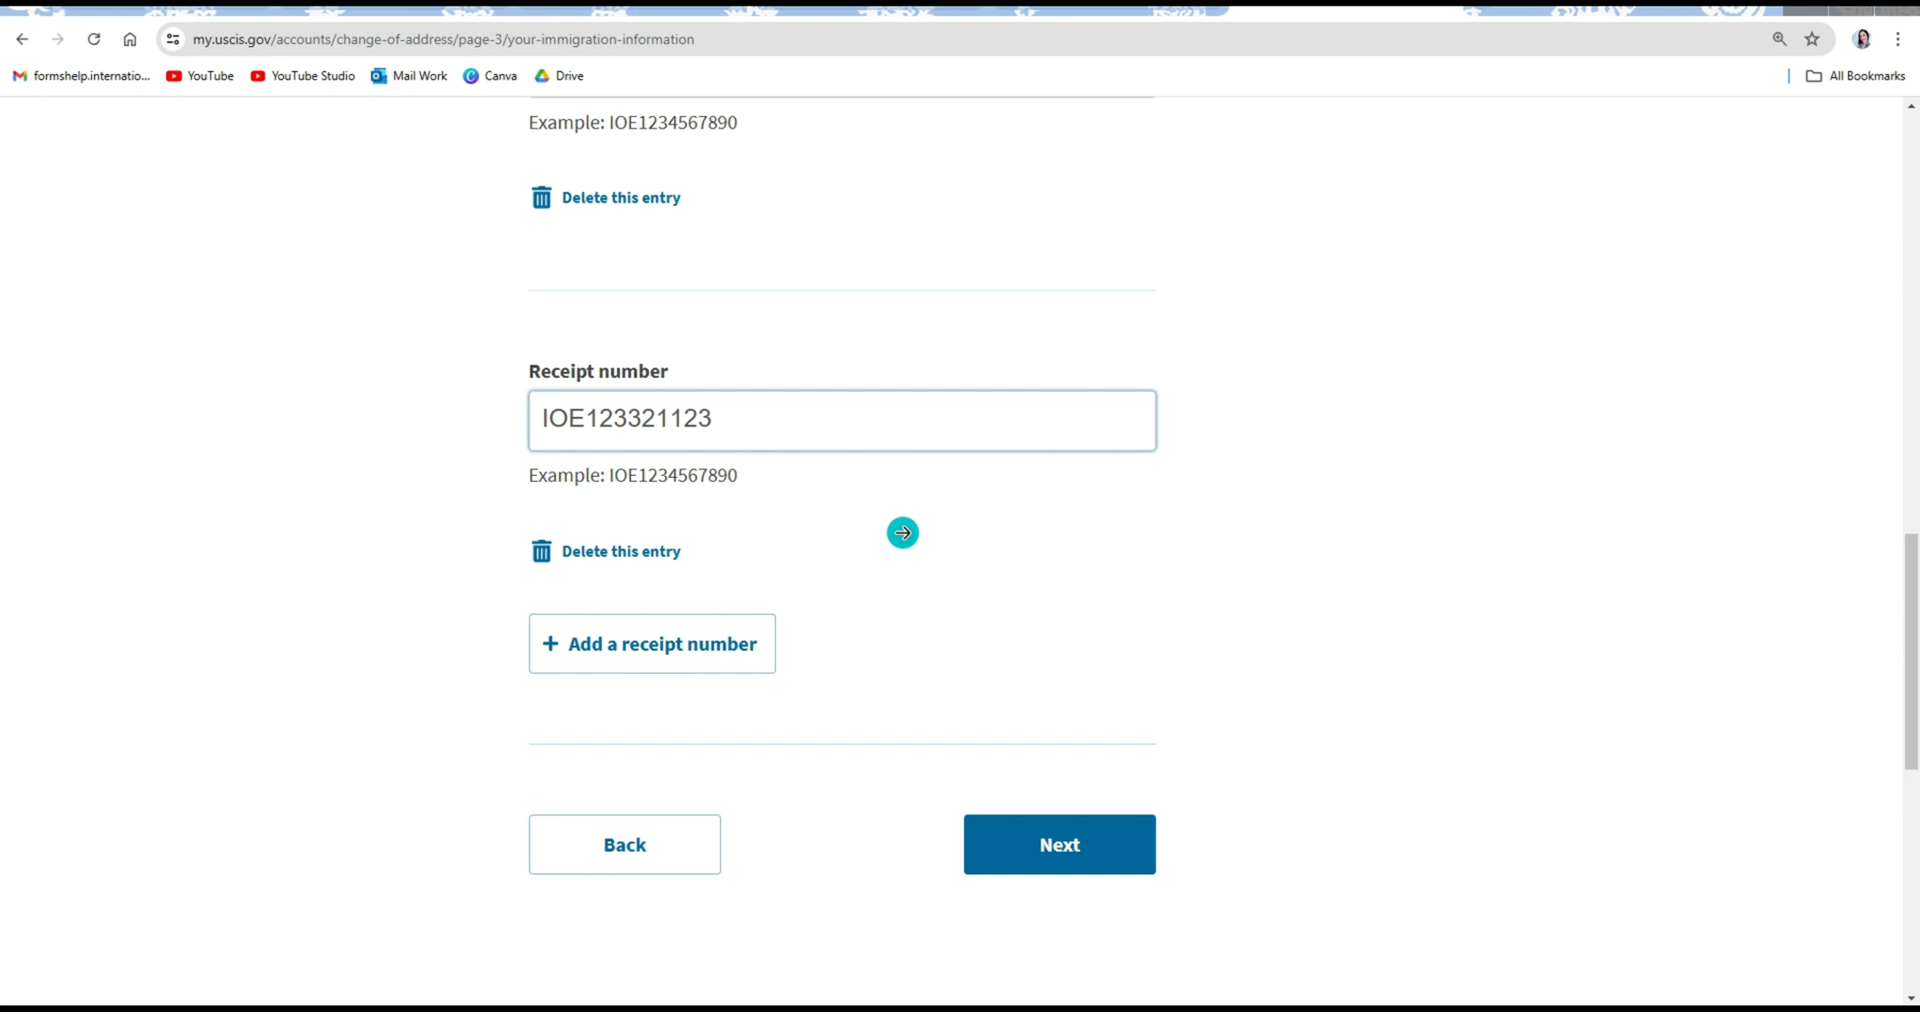 my.uscis.gov/accounts/change-of-address/page-3/your-immigration-information
formshelp.internatio...
YouTube
YouTube Studio
Mail Work
Canva
Drive
All Bookmarks
Example: IOE1234567890
Delete this entry
Receipt number
IOE123321123
Example: IOE1234567890
Delete this entry
+ Add a receipt number
Back
Next